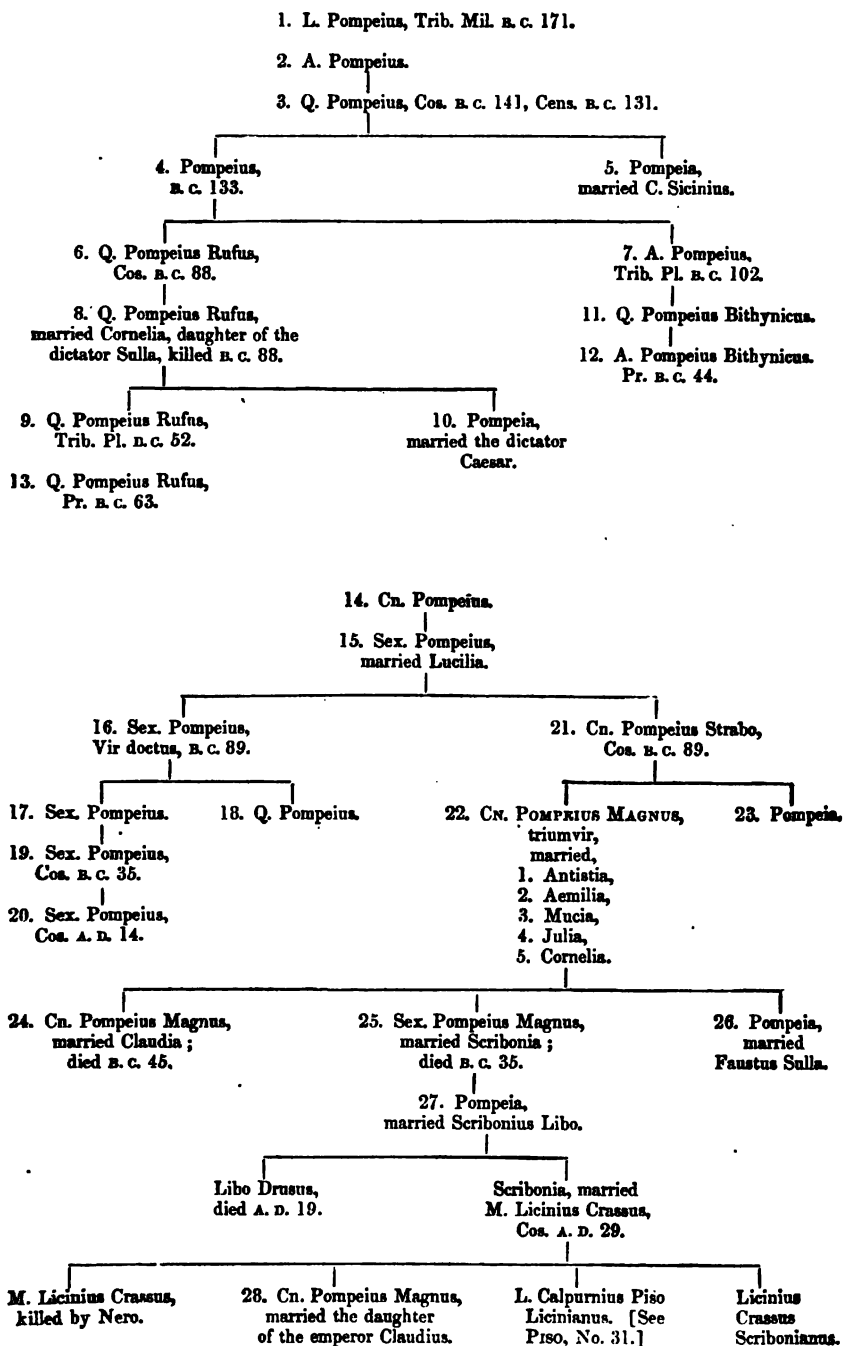 1. L. Pompeius, Trib. Mil. B. C. 171.
2. A. Pompeius.
3. Q. Pompeius, Cos. B. C. 141, Cens. B. C. 131.
4. Pompeius,
B. C. 133.
5. Pompeia,
married C. Sicinius.
6. Q. Pompeius Rufus,
Cos. B. C. 88.
7. A. Pompeius,
Trib. Pl. B. C. 102.
8. Q. Pompeius Rufus,
married Cornelia, daughter of the
dictator Sulla, killed B. C. 88.
11. Q. Pompeius Bithynicus.
12. A. Pompeius Bithynicus.
Pr. B. C. 44.
9. Q. Pompeius Rufus,
Trib. Pl. B. C. 52.
10. Pompeia,
married the dictator
Caesar.
13. Q. Pompeius Rufus,
Pr. B. C. 63.
14. Cn. Pompeius.
15. Sex. Pompeius,
married Lucilia.
16. Sex. Pompeius,
Vir doctus, B. C. 89.
21. Cn. Pompeius Strabo,
Cos. B. C. 89.
17. Sex. Pompeius.
18. Q. Pompeius.
22. CN. POMPEIUS MAGNUS,
triumvir,
married,
1. Antistia,
2. Aemilia,
3. Mucia,
4. Julia,
5. Cornelia.
23. Pompeia.
19. Sex. Pompeius,
Cos. B. C. 35.
20. Sex. Pompeius,
Cos. A. D. 14.
24. Cn. Pompeius Magnus,
married Claudia ;
died B. C. 45.
25. Sex. Pompeius Magnus,
married Scribonia ;
died B. C. 35.
26. Pompeia,
married
Faustus Sulla.
27. Pompeia,
married Scribonius Libo.
Libo Drusus,
died A. D. 19.
Scribonia, married
M. Licinius Crassus,
Cos. A. D. 29.
M. Licinius Crassus,
killed by Nero.
28. Cn. Pompeius Magnus,
married the daughter
of the emperor Claudius.
L. Calpurnius Piso
Licinianus. [See
PISO, No. 31.]
Licinius
Crassus
Scribonianus.